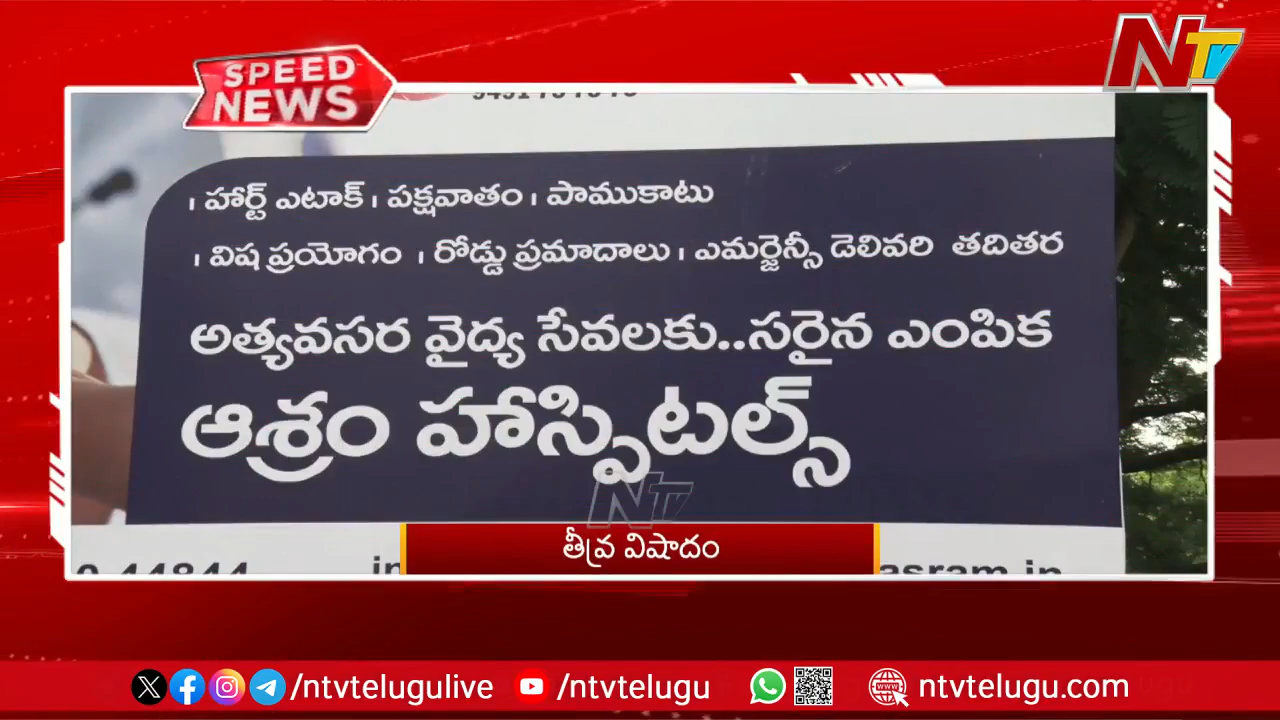 SPEED
NEWS
NTV
। హార్ట్ ఎటాక్ । పక్షవాతం । పాముకాటు
। విష ప్రయోగం । రోడ్డు ప్రమాదాలు । ఎమర్జెన్సీ డెలివరి తదితర
అత్యవసర వైద్య సేవలకు..సరైన ఎంపిక
ఆశ్రం హాస్పిటల్స్
NTV
తీవ్ర విషాదం
/ntvtelugulive /ntvtelugu ntvtelugu.com